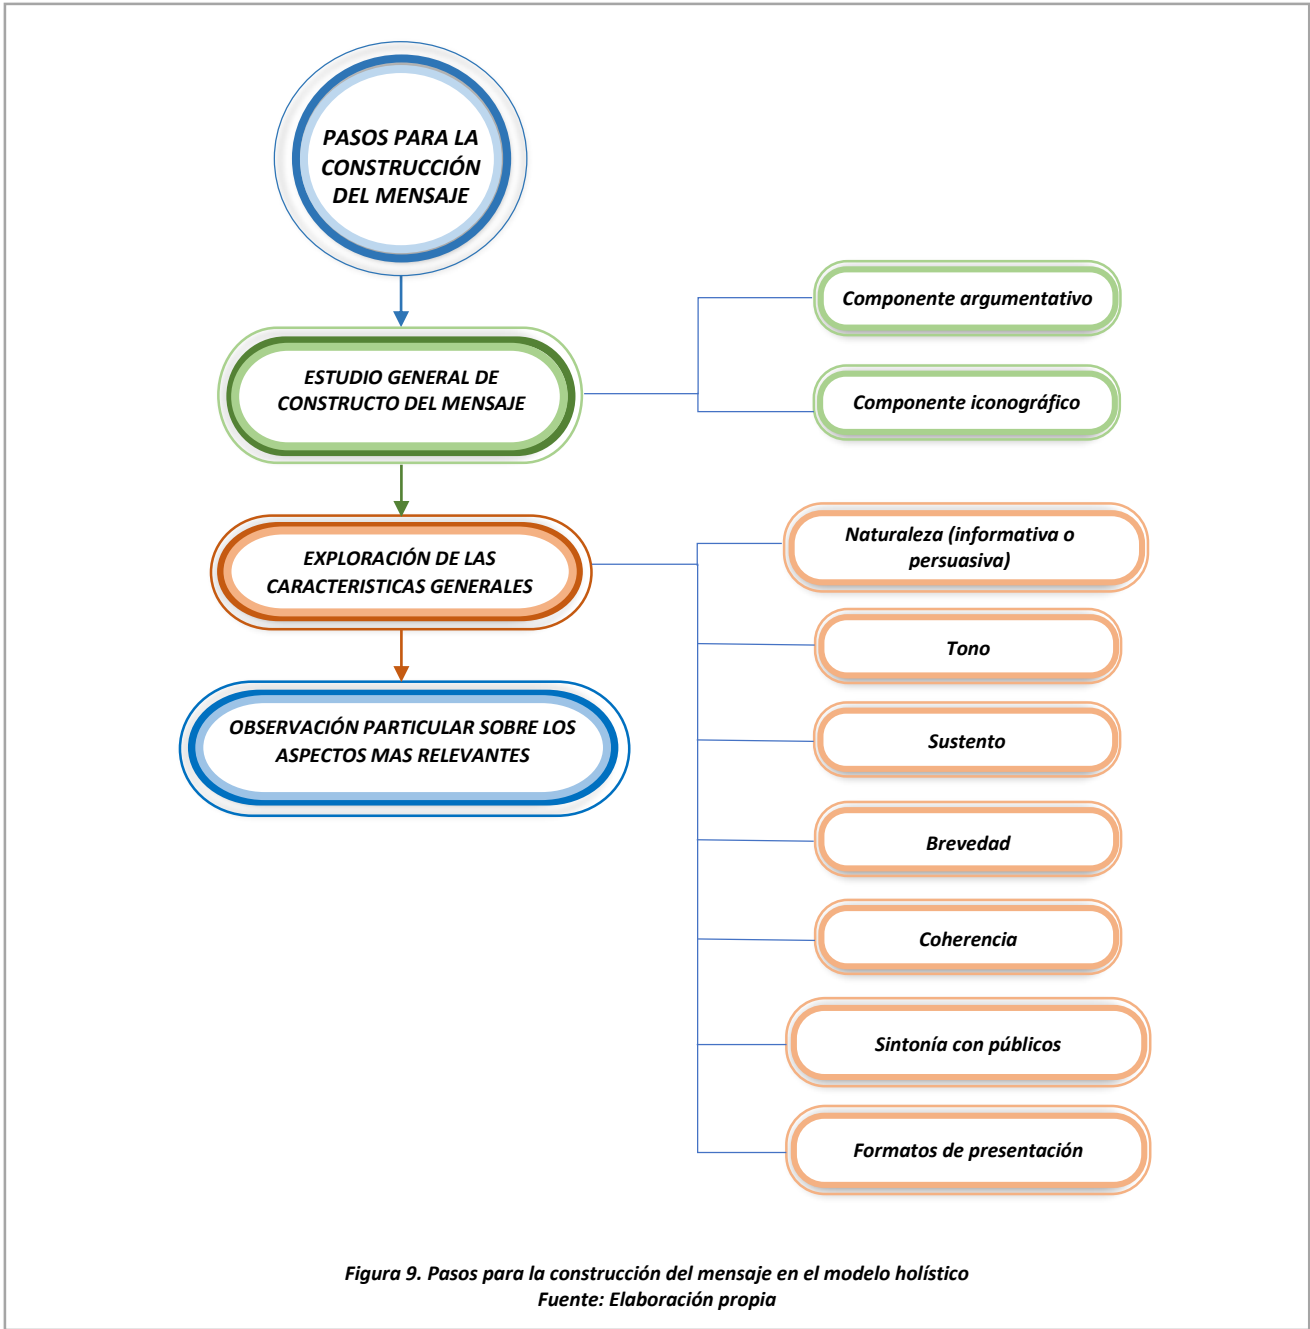 PASOS PARA LA
CONSTRUCCIÓN
DEL MENSAJE
ESTUDIO GENERAL DE
CONSTRUCTO DEL MENSAJE
Componente argumentativo
Componente iconográfico
EXPLORACIÓN DE LAS
CARACTERISTICAS GENERALES
Naturaleza (informativa o
persuasiva)
Tono
Sustento
Brevedad
Coherencia
Sintonía con públicos
Formatos de presentación
OBSERVACIÓN PARTICULAR SOBRE LOS
ASPECTOS MAS RELEVANTES
Figura 9. Pasos para la construcción del mensaje en el modelo holístico
Fuente: Elaboración propia